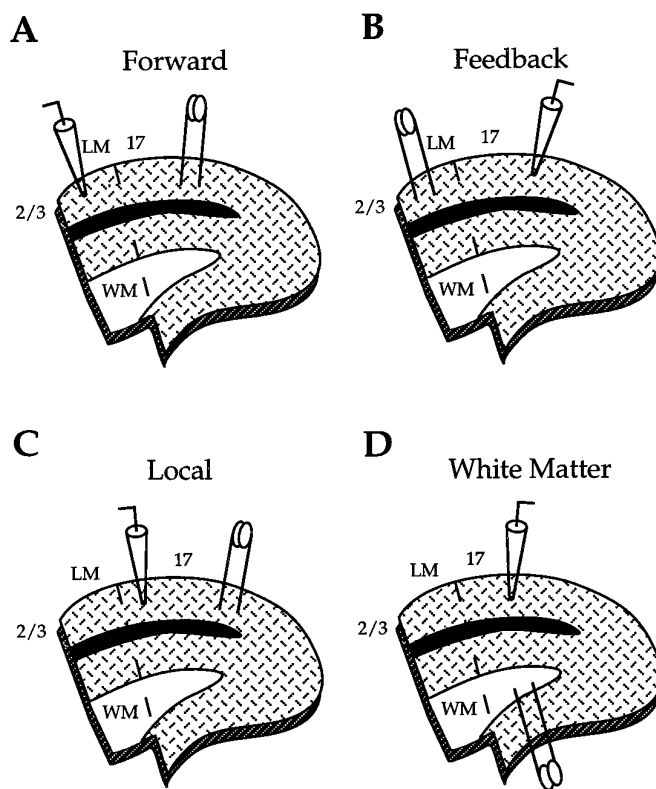 A
Forward
LM 17
2/3
WM
B
Feedback
LM 17
2/3
WM
C
Local
LM 17
2/3
WM
D
White Matter
LM 17
2/3
WM